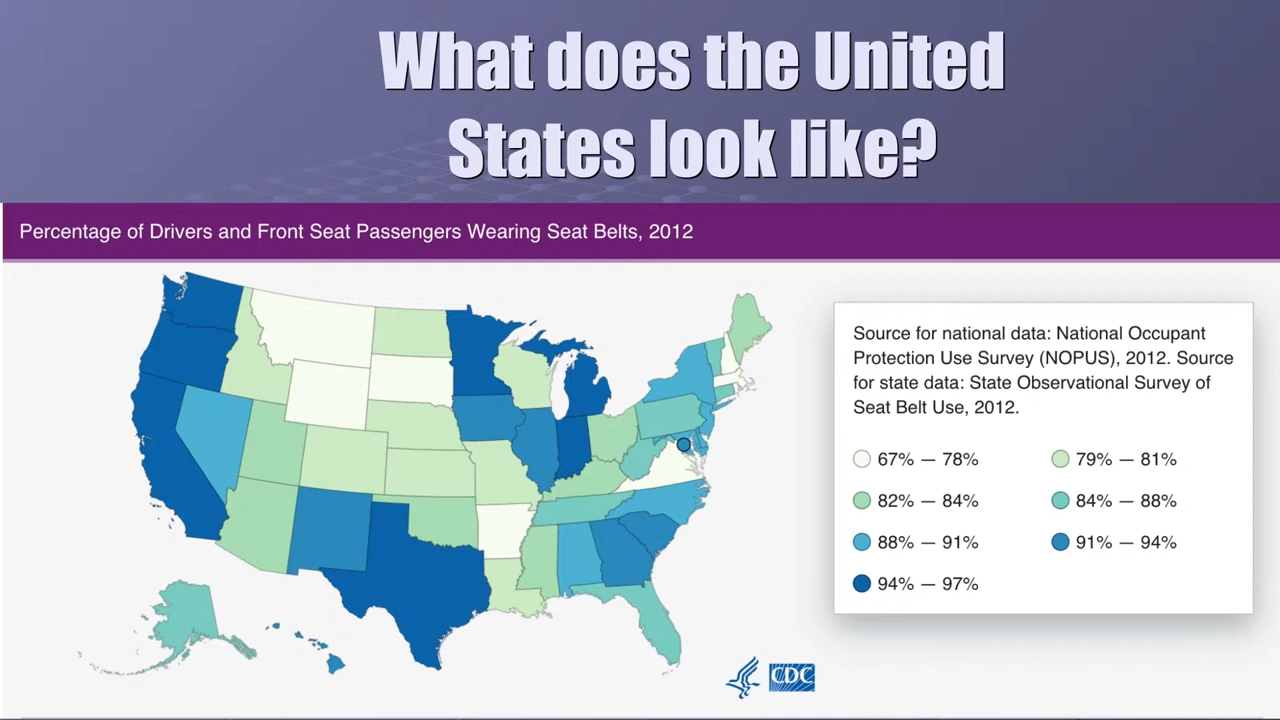 What does the United
States look like?
Percentage of Drivers and Front Seat Passengers Wearing Seat Belts, 2012
Source for national data: National Occupant
Protection Use Survey (NOPUS), 2012. Source
for state data: State Observational Survey of
Seat Belt Use, 2012.
67% — 78%
79% — 81%
82% — 84%
84% — 88%
88% — 91%
91% — 94%
94% — 97%
CDC